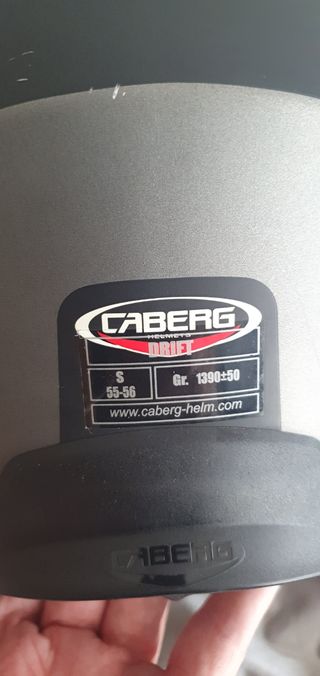 CABERG
HELMETS
DRIFT
S
55-56
Gr. 1390±50
www.caberg-helm.com
CABERG